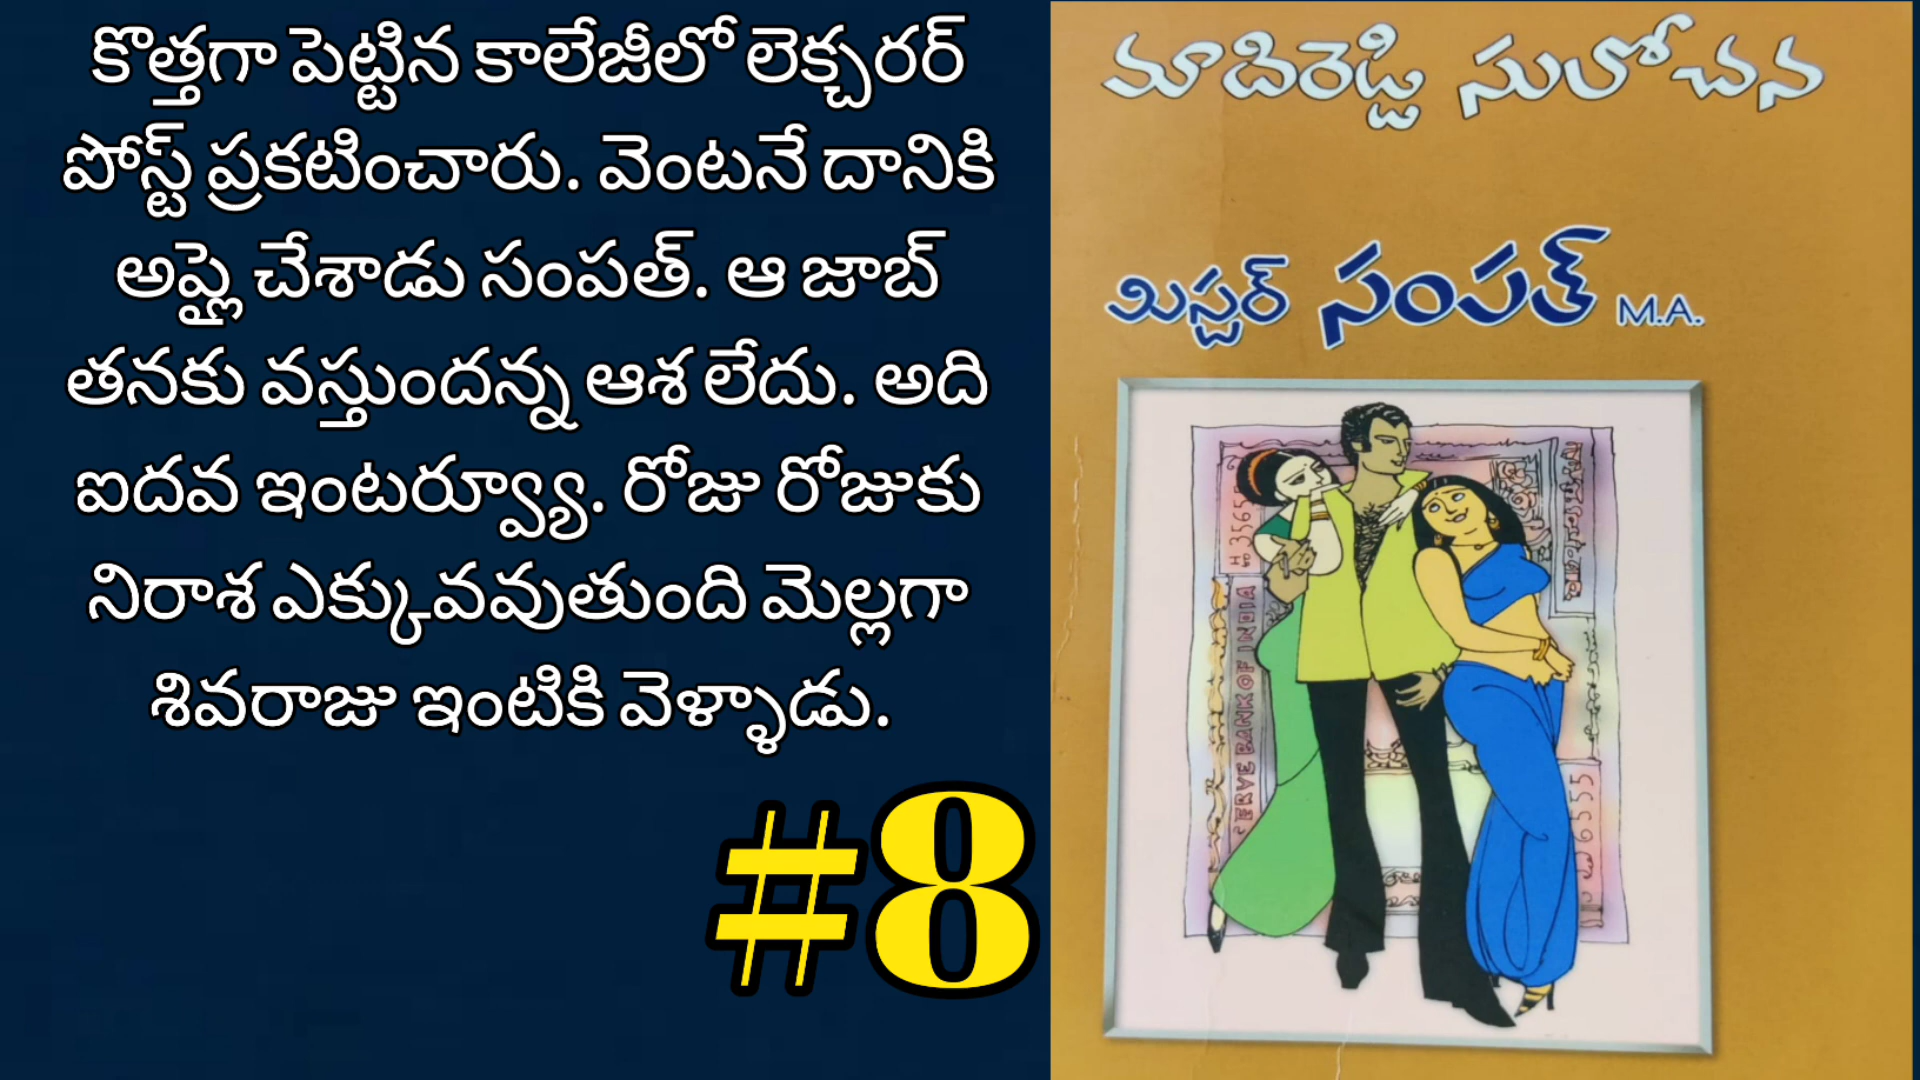 కొత్తగా పెట్టిన కాలేజీలో లెక్చరర్
పోస్ట్ ప్రకటించారు. వెంటనే దానికి
అప్లై చేశాడు సంపత్. ఆ జాబ్
తనకు వస్తుందన్న ఆశ లేదు. అది
ఐదవ ఇంటర్వ్యూ. రోజు రోజుకు
నిరాశ ఎక్కువవుతుంది మెల్లగా
శివరాజు ఇంటికి వెళ్ళాడు.
#8
మాదిరెడ్డి సులోచన
మిస్టర్ సంపత్ M.A.
ERVE BANK OF INDIA